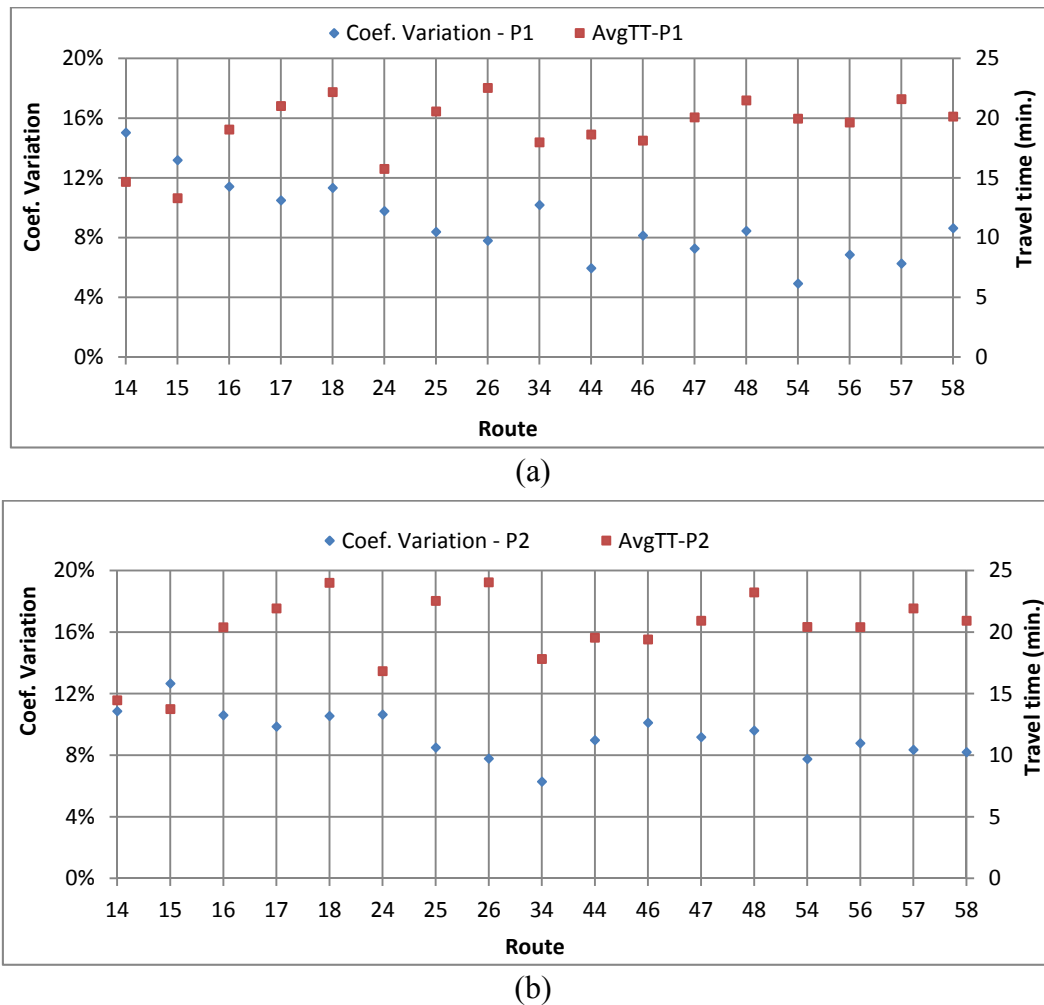 Coef. Variation - P1 AvgTT-P1
20% 25
16% 20
12% 15
8% 10
4% 5
0% 0
Coef. Variation
Travel time (min.)
14 15 16 17 18 24 25 26 34 44 46 47 48 54 56 57 58
Route
(a)
Coef. Variation - P2 AvgTT-P2
20% 25
16% 20
12% 15
8% 10
4% 5
0% 0
Coef. Variation
Travel time (min.)
14 15 16 17 18 24 25 26 34 44 46 47 48 54 56 57 58
Route
(b)